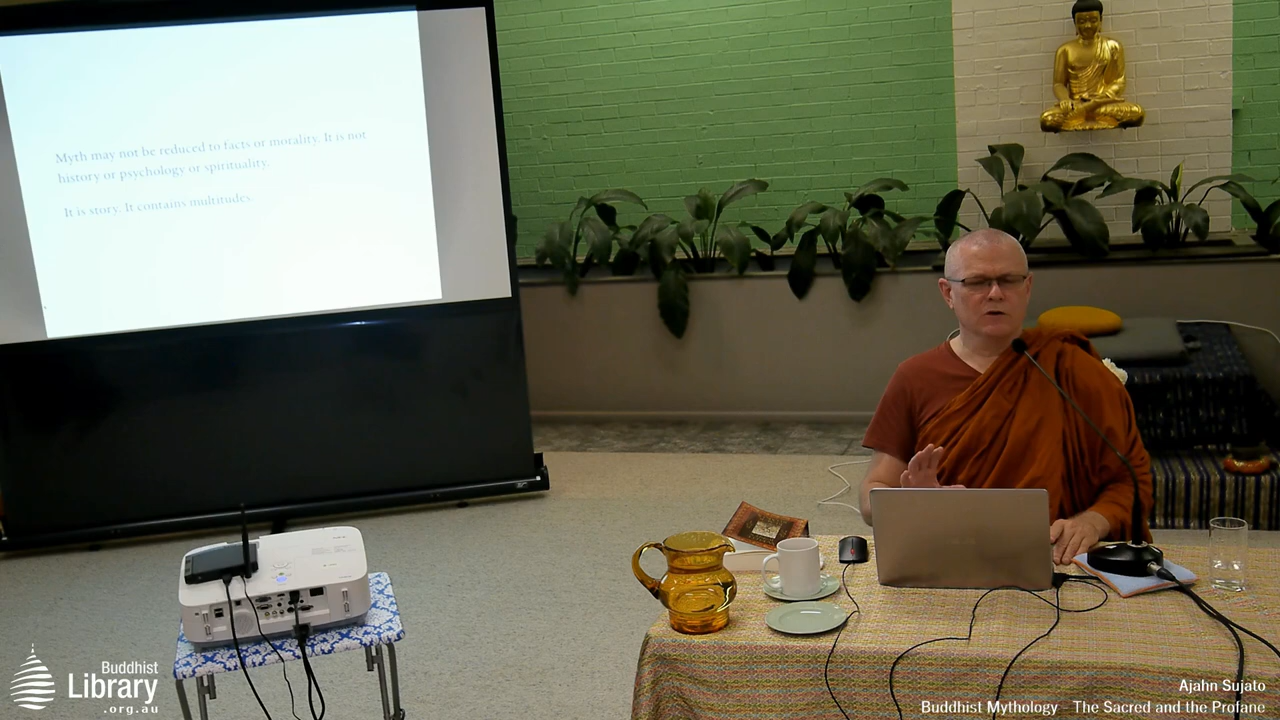 Myth may not be reduced to facts or morality. It is not
history or psychology or spirituality.
It is story. It contains multitudes.
Buddhist
Library
.org.au
Ajahn Sujato
Buddhist Mythology The Sacred and the Profane